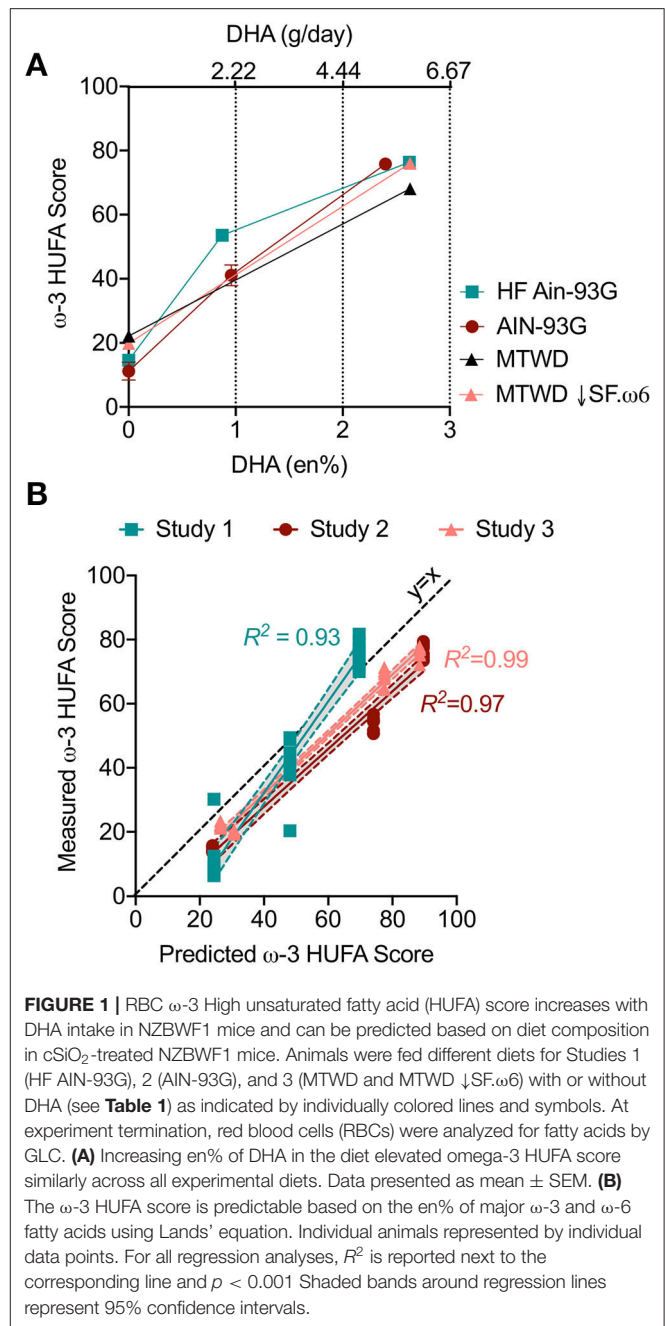 A
DHA (g/day)
2.22 4.44 6.67
100
80
60
40
20
0
ω-3 HUFA Score
0 1 2 3
DHA (en%)
HF Ain-93G
AIN-93G
MTWD
MTWD ↓SF.ω6
B
Study 1 Study 2 Study 3
100
80
60
40
20
0
Measured ω-3 HUFA Score
y=x
R² = 0.93
R²=0.99
R²=0.97
0 20 40 60 80 100
Predicted ω-3 HUFA Score
FIGURE 1 | RBC ω-3 High unsaturated fatty acid (HUFA) score increases with
DHA intake in NZBWF1 mice and can be predicted based on diet composition
in cSiO₂-treated NZBWF1 mice. Animals were fed different diets for Studies 1
(HF AIN-93G), 2 (AIN-93G), and 3 (MTWD and MTWD ↓SF.ω6) with or without
DHA (see Table 1) as indicated by individually colored lines and symbols. At
experiment termination, red blood cells (RBCs) were analyzed for fatty acids by
GLC. (A) Increasing en% of DHA in the diet elevated omega-3 HUFA score
similarly across all experimental diets. Data presented as mean ± SEM. (B)
The ω-3 HUFA score is predictable based on the en% of major ω-3 and ω-6
fatty acids using Lands' equation. Individual animals represented by individual
data points. For all regression analyses, R² is reported next to the
corresponding line and p < 0.001 Shaded bands around regression lines
represent 95% confidence intervals.